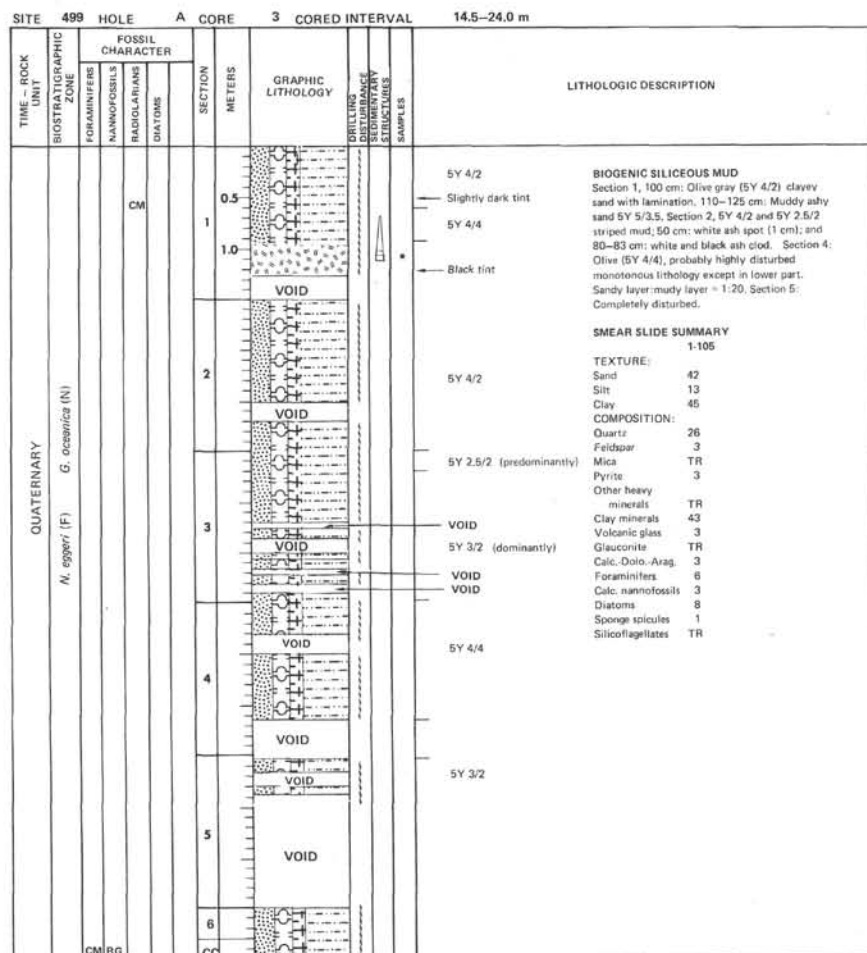 SITE 499 HOLE A CORE 3 CORED INTERVAL 14.5–24.0 m
TIME – ROCK UNIT
BIOSTRATIGRAPHIC ZONE
FOSSIL CHARACTER
FORAMINIFERS
NANNOFOSSILS
RADIOLARIANS
DIATOMS
SECTION
METERS
GRAPHIC LITHOLOGY
DRILLING DISTURBANCE
SEDIMENTARY STRUCTURES
SAMPLES
LITHOLOGIC DESCRIPTION
QUATERNARY
N. eggeri (F) G. oceanica (N)
CM
CM RG
1
0.5
1.0
VOID
2
VOID
3
VOID
4
VOID
VOID
VOID
5
VOID
6
CC
5Y 4/2
Slightly dark tint
5Y 4/4
*
Black tint
5Y 4/2
5Y 2.5/2 (predominantly)
VOID
5Y 3/2 (dominantly)
VOID
VOID
5Y 4/4
5Y 3/2
BIOGENIC SILICEOUS MUD
Section 1, 100 cm: Olive gray (5Y 4/2) clayey
sand with lamination, 110–125 cm: Muddy ashy
sand 5Y 5/3.5, Section 2, 5Y 4/2 and 5Y 2.5/2
striped mud; 50 cm: white ash spot (1 cm); and
80–83 cm: white and black ash clod. Section 4:
Olive (5Y 4/4), probably highly disturbed
monotonous lithology except in lower part.
Sandy layer:mudy layer = 1:20, Section 5:
Completely disturbed.
SMEAR SLIDE SUMMARY
1-105
TEXTURE:
Sand 42
Silt 13
Clay 45
COMPOSITION:
Quartz 26
Feldspar 3
Mica TR
Pyrite 3
Other heavy
minerals TR
Clay minerals 43
Volcanic glass 3
Glauconite TR
Calc.-Dolo.-Arag. 3
Foraminifers 6
Calc. nannofossils 3
Diatoms 8
Sponge spicules 1
Silicoflagellates TR